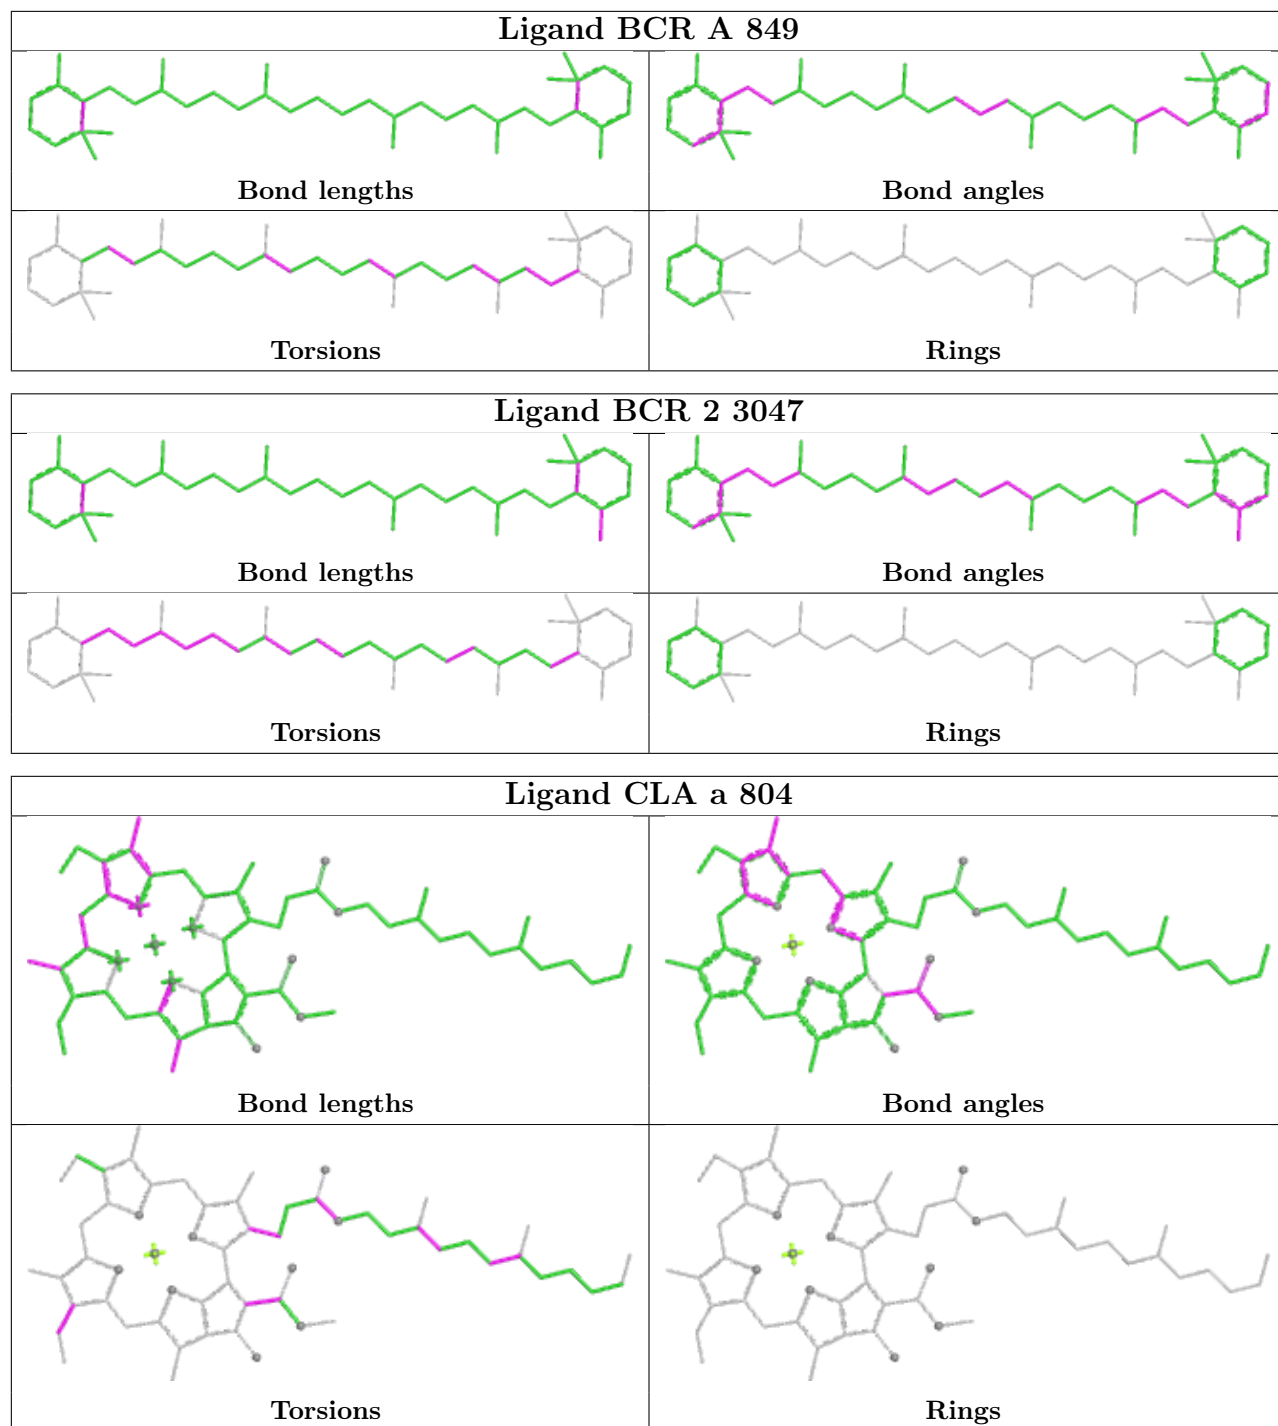 Ligand BCR A 849
Bond lengths
Bond angles
Torsions
Rings
Ligand BCR 2 3047
Bond lengths
Bond angles
Torsions
Rings
Ligand CLA a 804
Bond lengths
Bond angles
Torsions
Rings